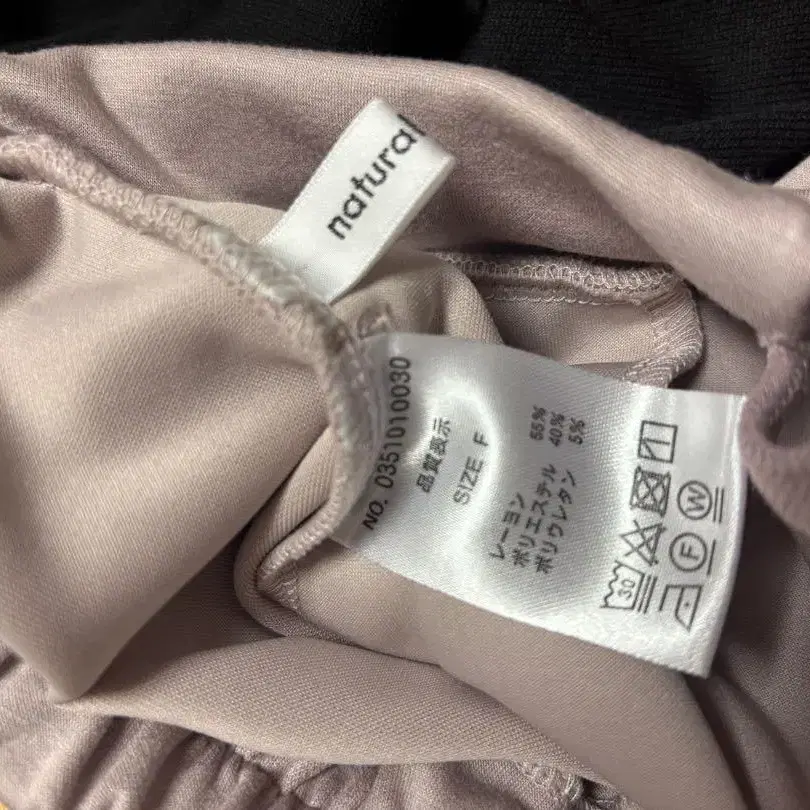 natural
NO. 0351010030
品質表示
SIZE F
レーヨン 55%
ポリエステル 40%
ポリウレタン 5%
30
F
W